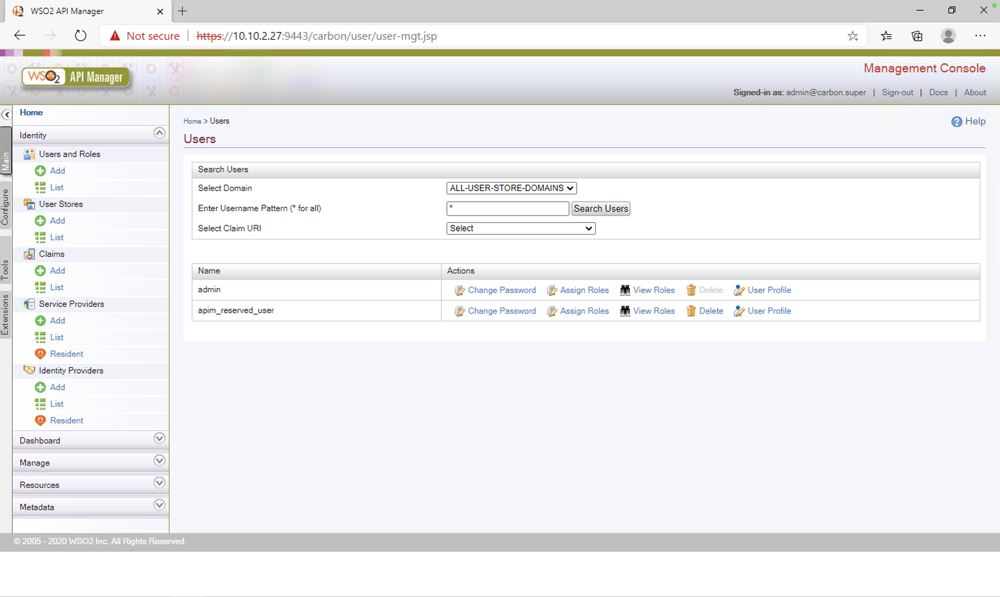 WSO2 API Manager
Not secure | https://10.10.2.27:9443/carbon/user/user-mgt.jsp
WSO2 API Manager
Management Console
Signed-in as: admin@carbon.super | Sign-out | Docs | About
Main
Configure
Tools
Extensions
Home
Identity
Users and Roles
Add
List
User Stores
Add
List
Claims
Add
List
Service Providers
Add
List
Resident
Identity Providers
Add
List
Resident
Dashboard
Manage
Resources
Metadata
Home > Users
Help
Users
Search Users
Select Domain ALL-USER-STORE-DOMAINS
Enter Username Pattern (* for all) * Search Users
Select Claim URI Select
Name Actions
admin Change Password Assign Roles View Roles Delete User Profile
apim_reserved_user Change Password Assign Roles View Roles Delete User Profile
© 2005 - 2020 WSO2 Inc. All Rights Reserved.